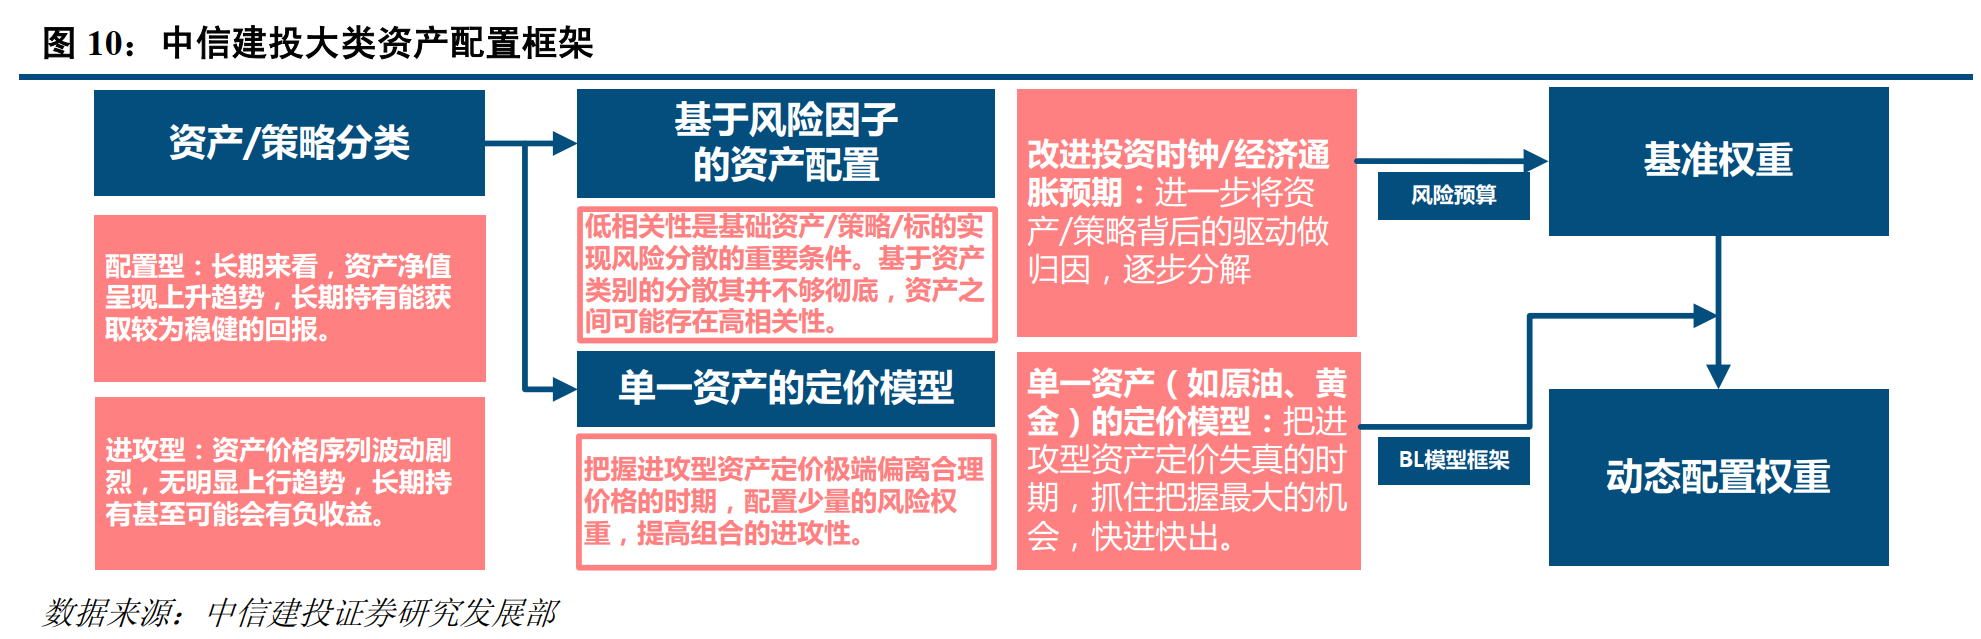 图 10：中信建投大类资产配置框架
资产/策略分类
配置型：长期来看，资产净值
呈现上升趋势，长期持有能获
取较为稳健的回报。
进攻型：资产价格序列波动剧
烈，无明显上行趋势，长期持
有甚至可能会有负收益。
基于风险因子
的资产配置
低相关性是基础资产/策略/标的实
现风险分散的重要条件。基于资产
类别的分散其并不够彻底，资产之
间可能存在高相关性。
单一资产的定价模型
把握进攻型资产定价极端偏离合理
价格的时期，配置少量的风险权
重，提高组合的进攻性。
改进投资时钟/经济通
胀预期：进一步将资
产/策略背后的驱动做
归因，逐步分解
单一资产（如原油、黄
金）的定价模型：把进
攻型资产定价失真的时
期，抓住把握最大的机
会，快进快出。
风险预算
BL模型框架
基准权重
动态配置权重
数据来源：中信建投证券研究发展部